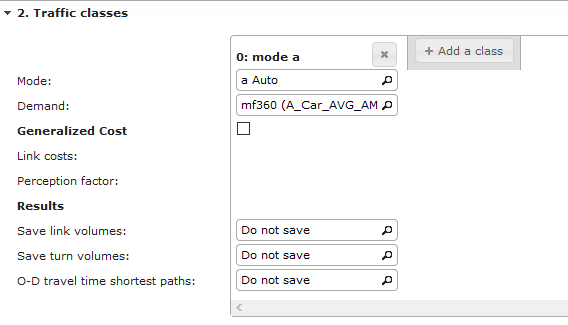 2. Traffic classes
0: mode a
+ Add a class
Mode: a Auto
Demand: mf360 (A_Car_AVG_AM
Generalized Cost
Link costs:
Perception factor:
Results
Save link volumes: Do not save
Save turn volumes: Do not save
O-D travel time shortest paths: Do not save